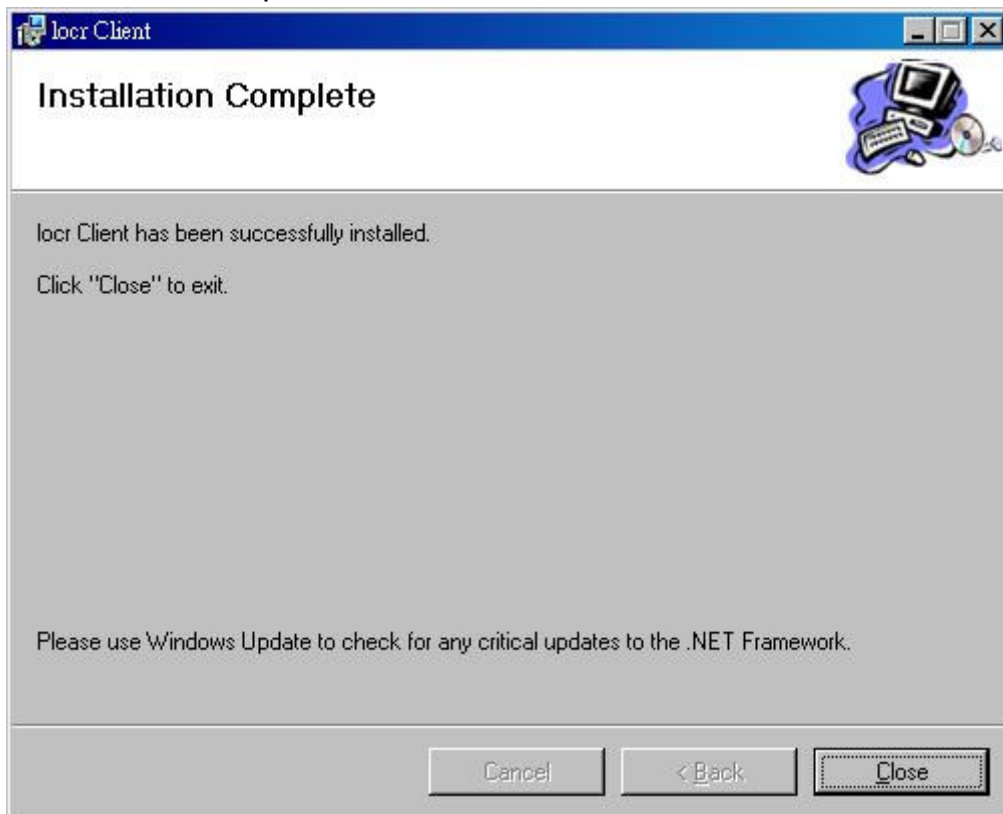 locr Client
Installation Complete
locr Client has been successfully installed.
Click "Close" to exit.
Please use Windows Update to check for any critical updates to the .NET Framework.
Cancel
< Back
Close